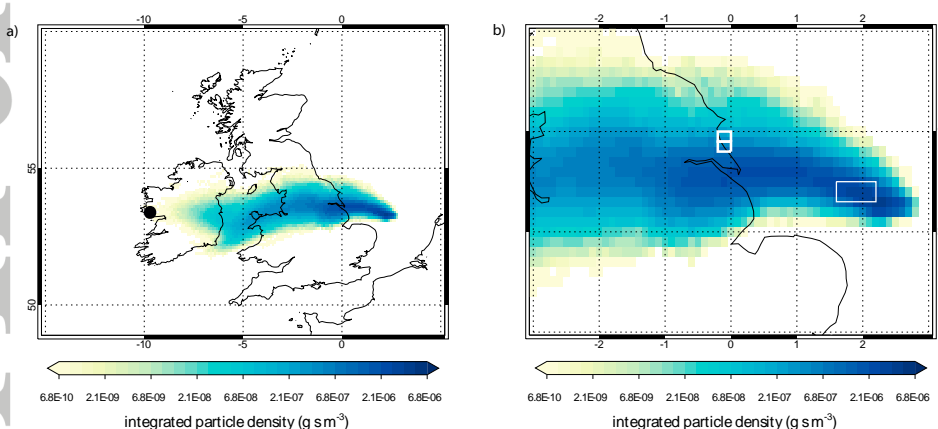 a)
-10 -5 0
55
50
-10 -5 0
6.8E-10 2.1E-09 6.8E-09 2.1E-08 6.8E-08 2.1E-07 6.8E-07 2.1E-06 6.8E-06
integrated particle density (g s m-3)
b)
-2 -1 0 1 2
-2 -1 0 1 2
6.8E-10 2.1E-09 6.8E-09 2.1E-08 6.8E-08 2.1E-07 6.8E-07 2.1E-06 6.8E-06
integrated particle density (g s m-3)